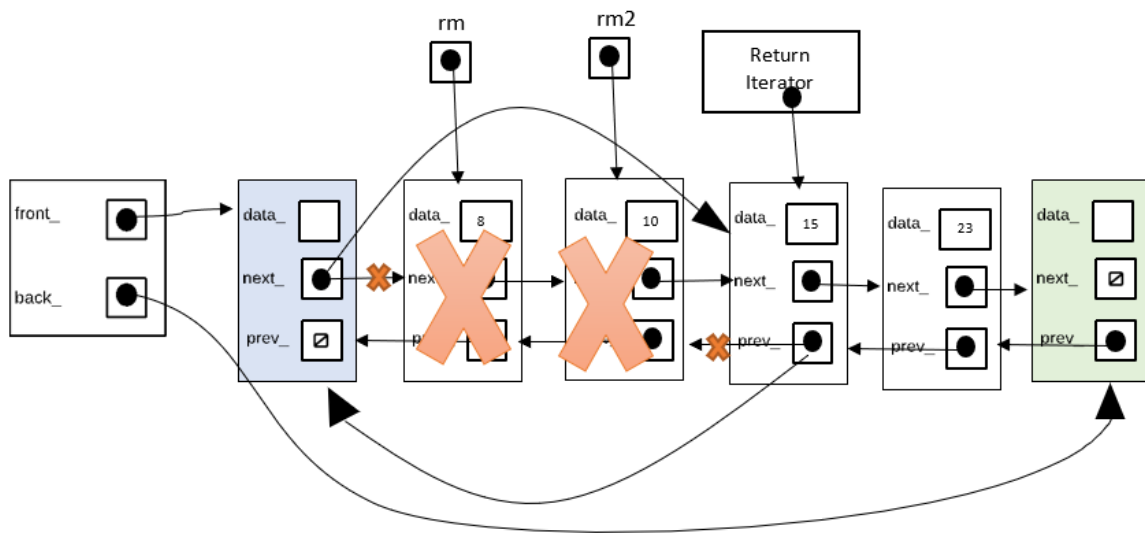 rm
rm2
Return
Iterator
front_
back_
data_
next_
prev_
data_
8
data_
10
data_
15
next_
prev_
data_
23
next_
prev_
data_
next_
prev_